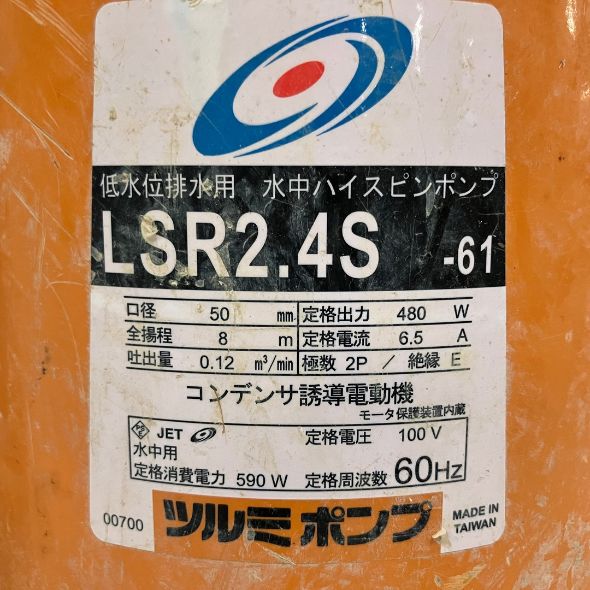 低水位排水用 水中ハイスピンポンプ
LSR2.4S -61
口径 50 mm 定格出力 480 W
全揚程 8 m 定格電流 6.5 A
吐出量 0.12 m³/min 極数 2P / 絶縁 E
コンデンサ誘導電動機
モータ保護装置内蔵
JET 定格電圧 100 V
水中用
定格消費電力 590 W 定格周波数 60Hz
00700 ツルミポンプ MADE IN
TAIWAN